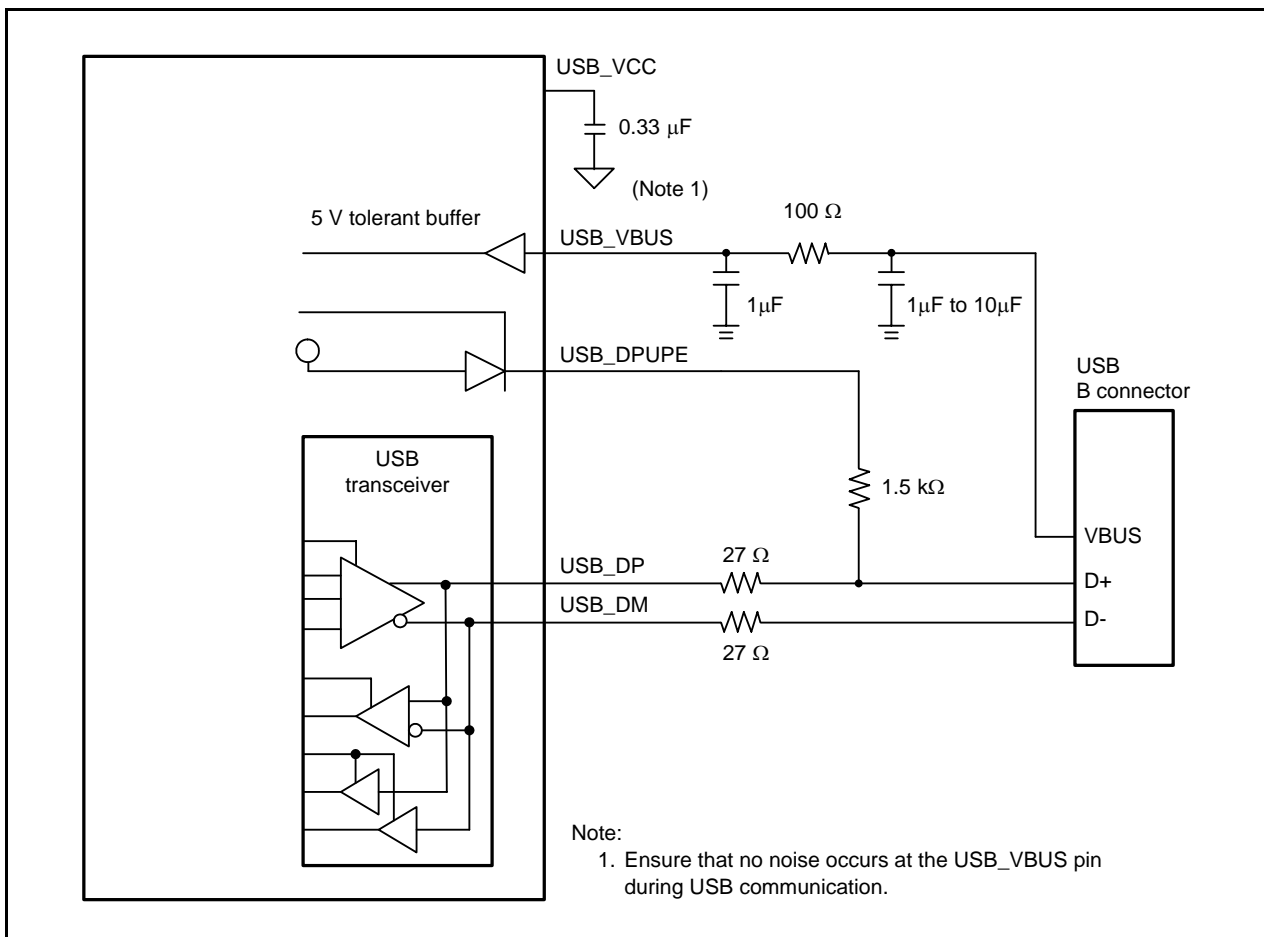 USB_VCC
0.33 μF
(Note 1)
100 Ω
5 V tolerant buffer
USB_VBUS
1μF
1μF to 10μF
USB_DPUPE
USB
B connector
USB
transceiver
1.5 kΩ
VBUS
27 Ω
USB_DP
D+
USB_DM
D-
27 Ω
Note:
1. Ensure that no noise occurs at the USB_VBUS pin
during USB communication.